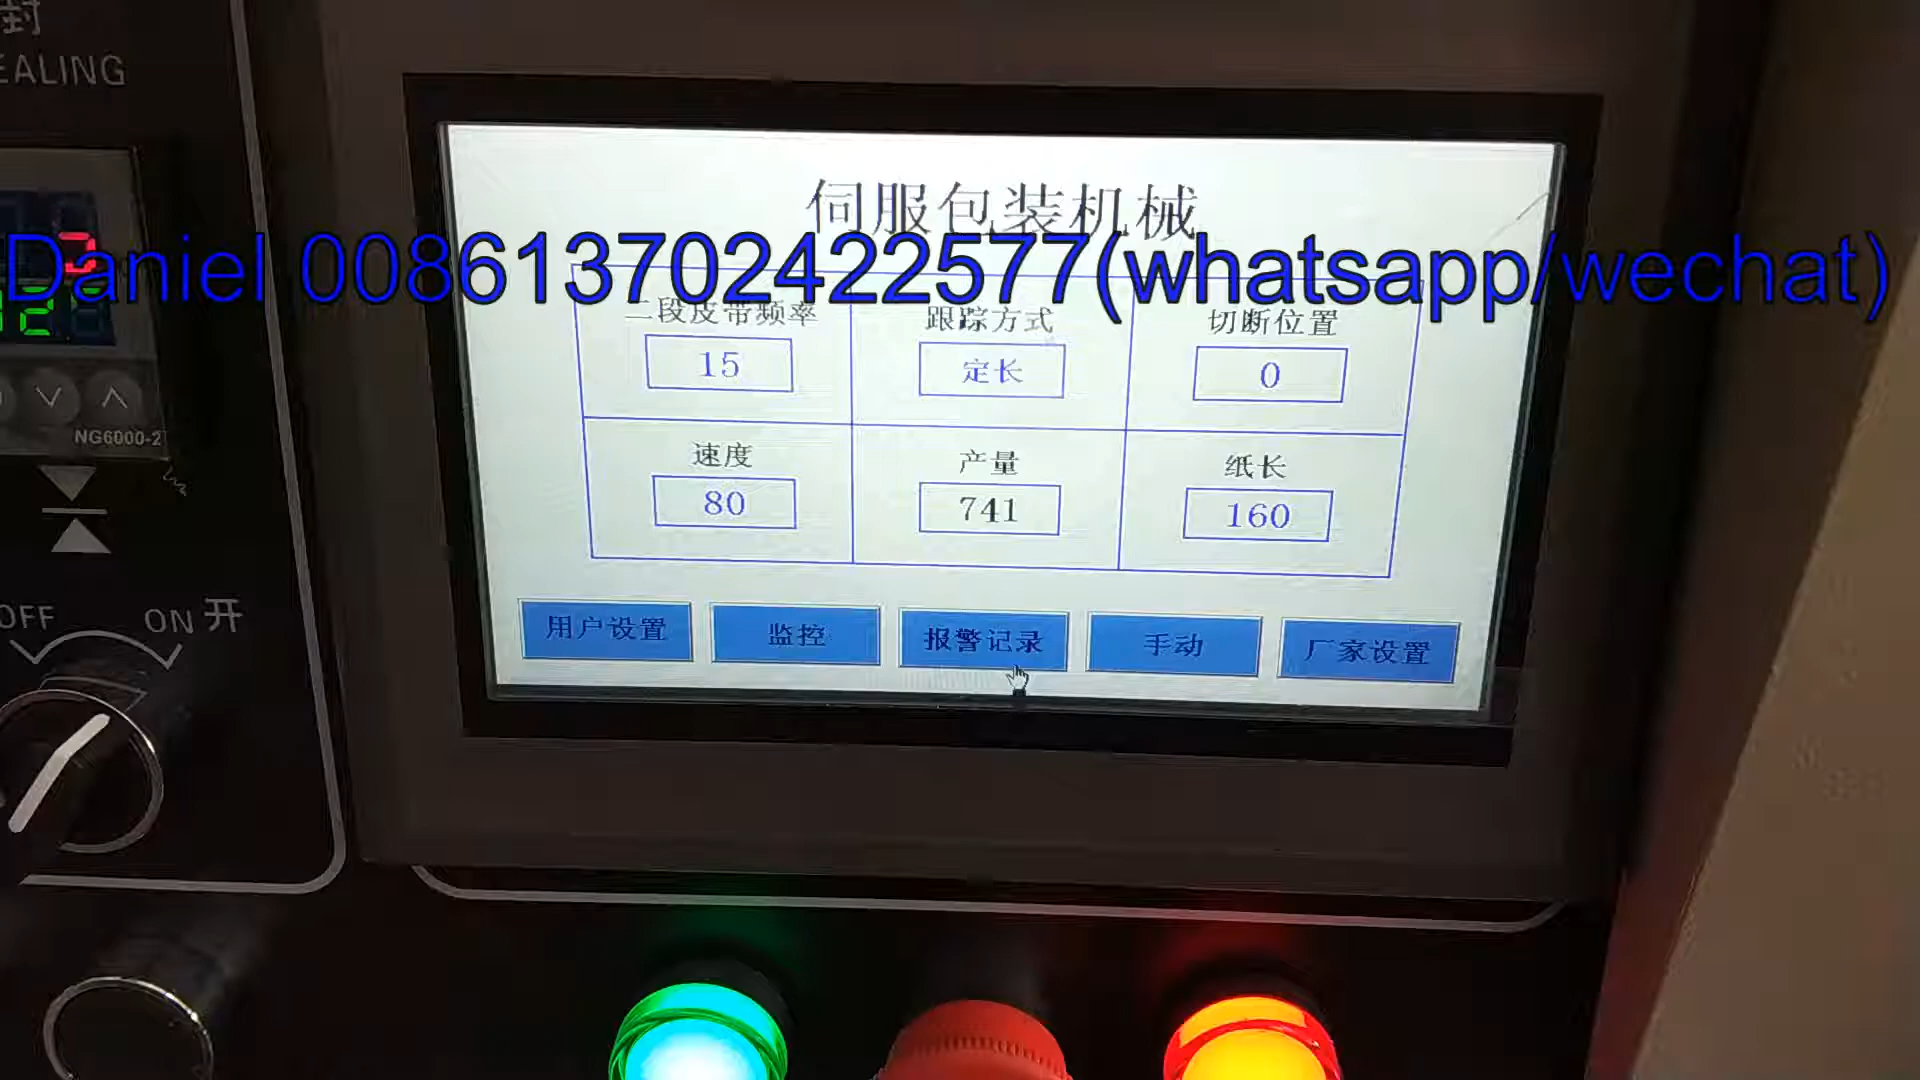 封
EALING
伺服包装机械
Daniel 008613702422577(whatsapp/wechat)
二段皮带频率 跟踪方式 切断位置
15 定长 0
速度 产量 纸长
80 741 160
NG6000-2
OFF ON 开
用户设置 监控 报警记录 手动 厂家设置